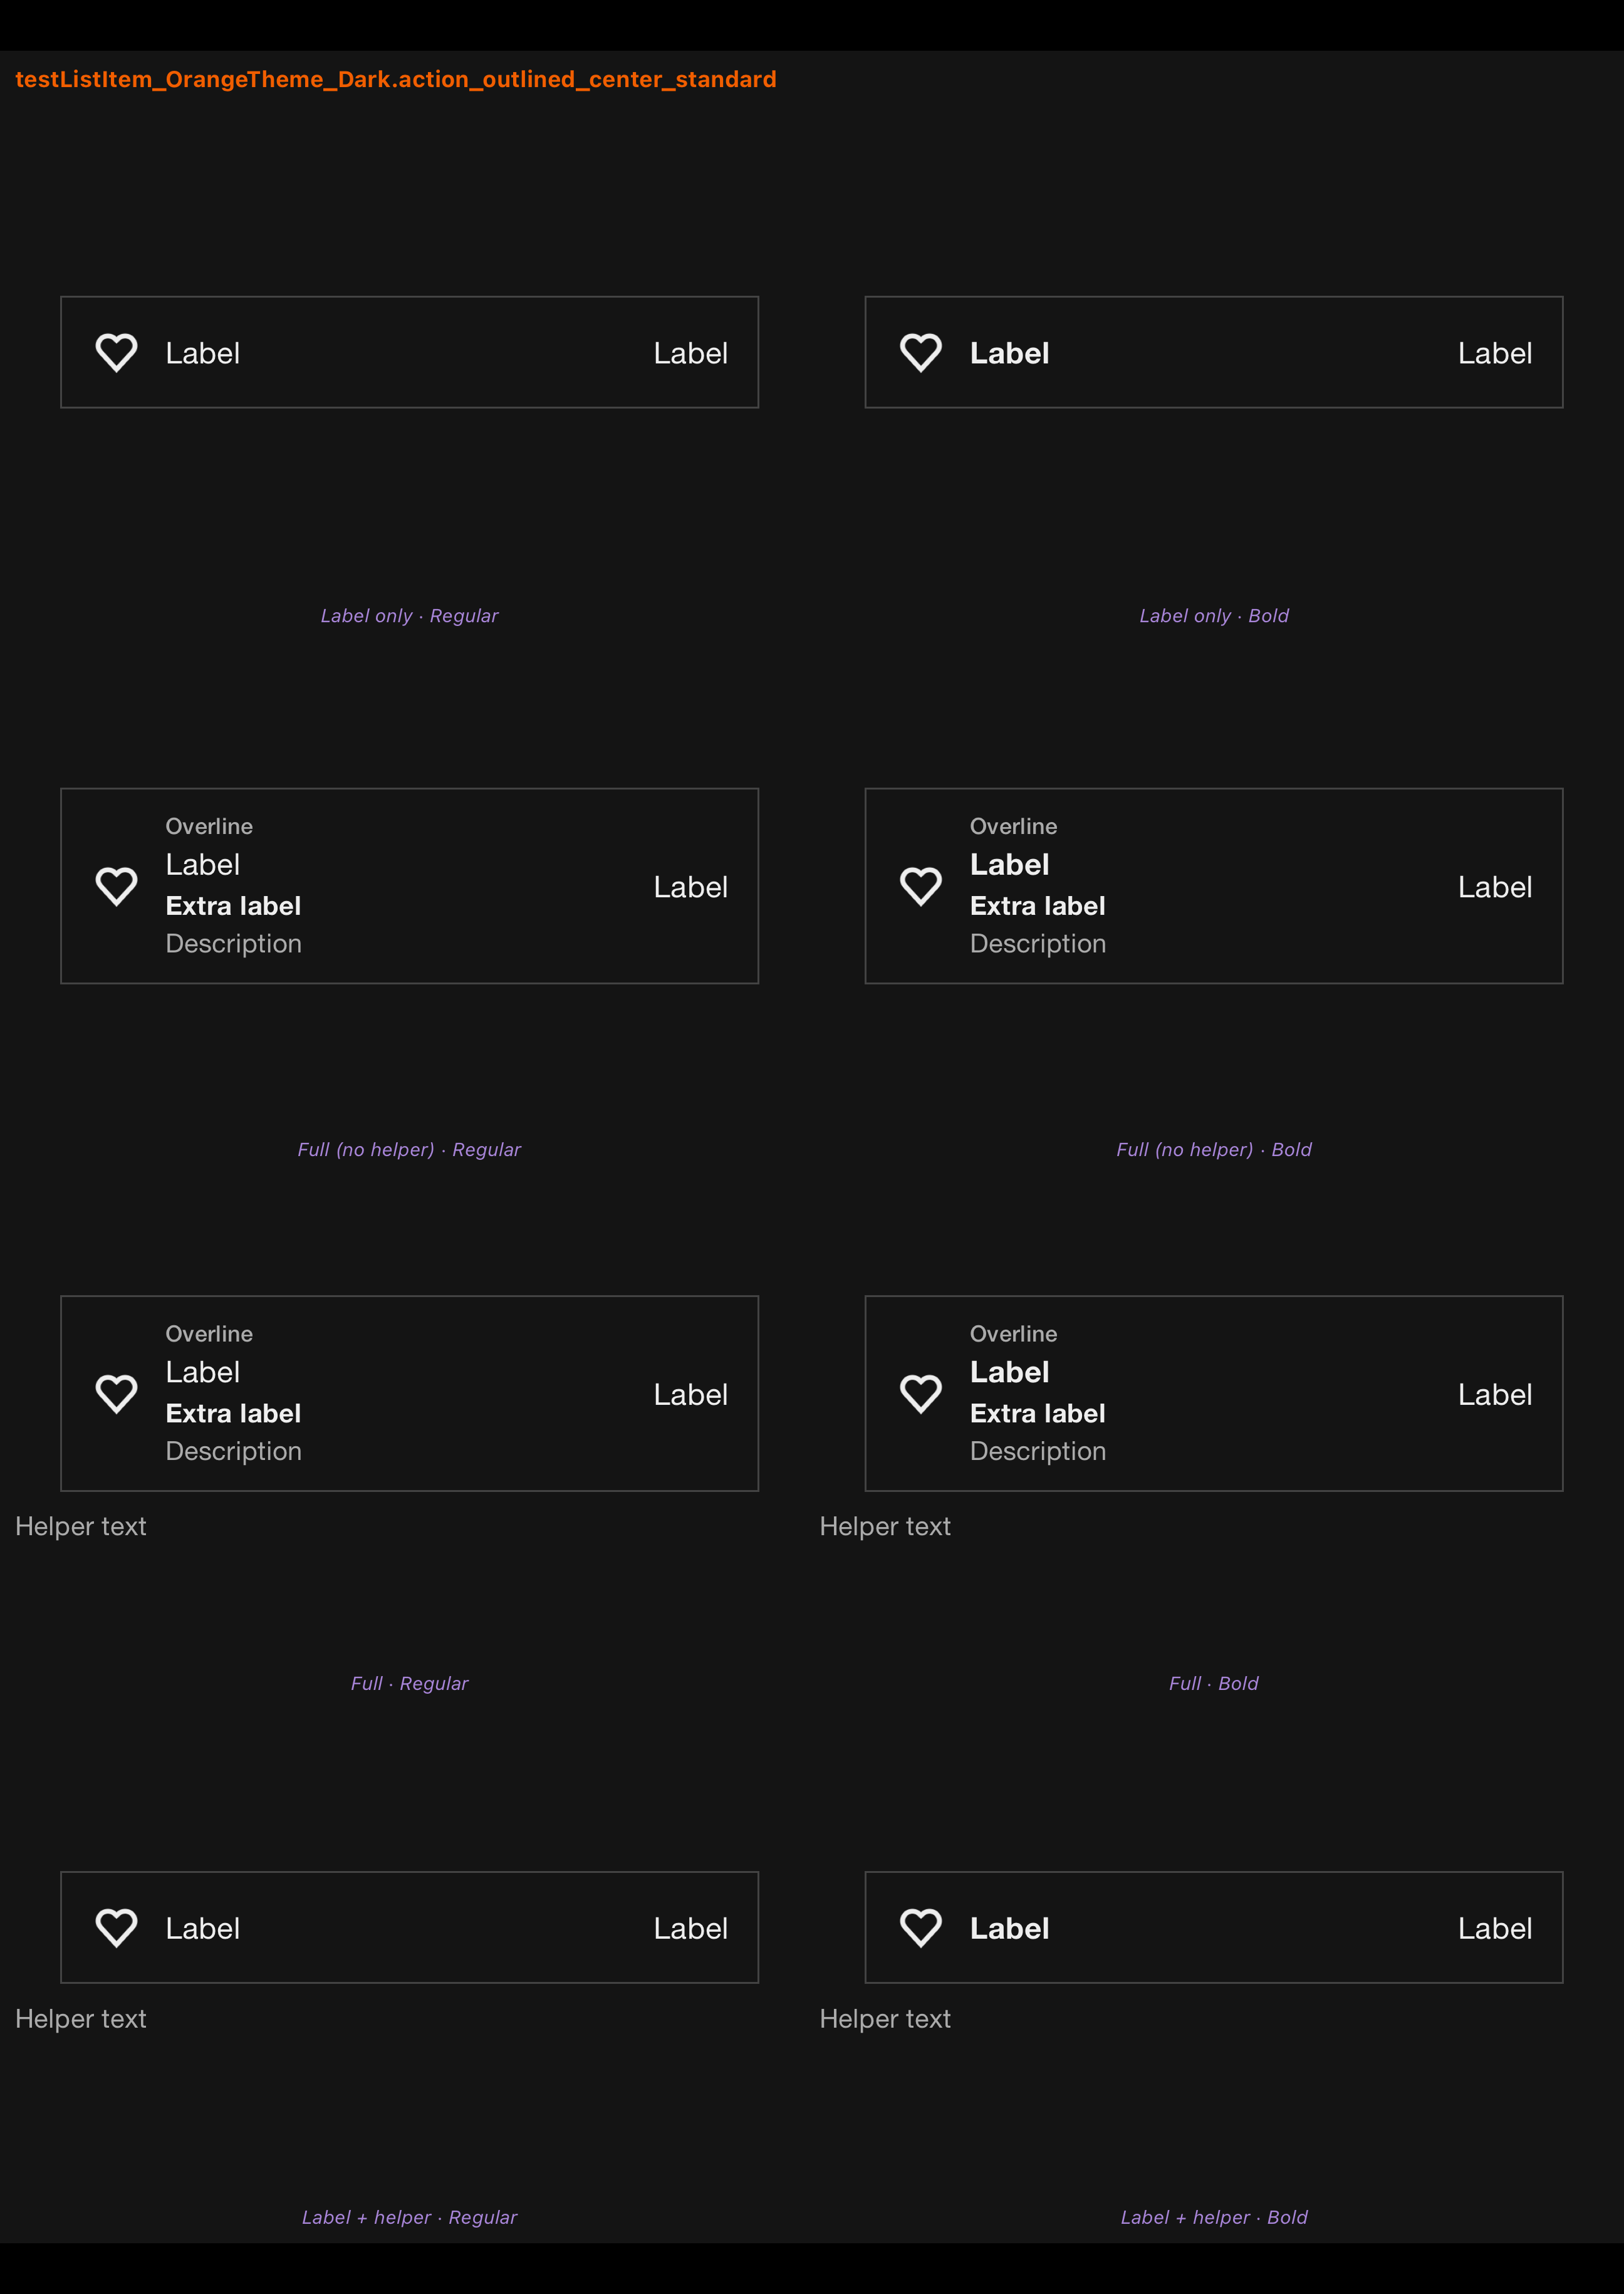 testListItem_OrangeTheme_Dark.action_outlined_center_standard
Label Label
Label Label
Label only · Regular
Label only · Bold
Overline
Label
Extra label
Description
Label
Overline
Label
Extra label
Description
Label
Full (no helper) · Regular
Full (no helper) · Bold
Overline
Label
Extra label
Description
Label
Helper text
Overline
Label
Extra label
Description
Label
Helper text
Full · Regular
Full · Bold
Label Label
Helper text
Label Label
Helper text
Label + helper · Regular
Label + helper · Bold